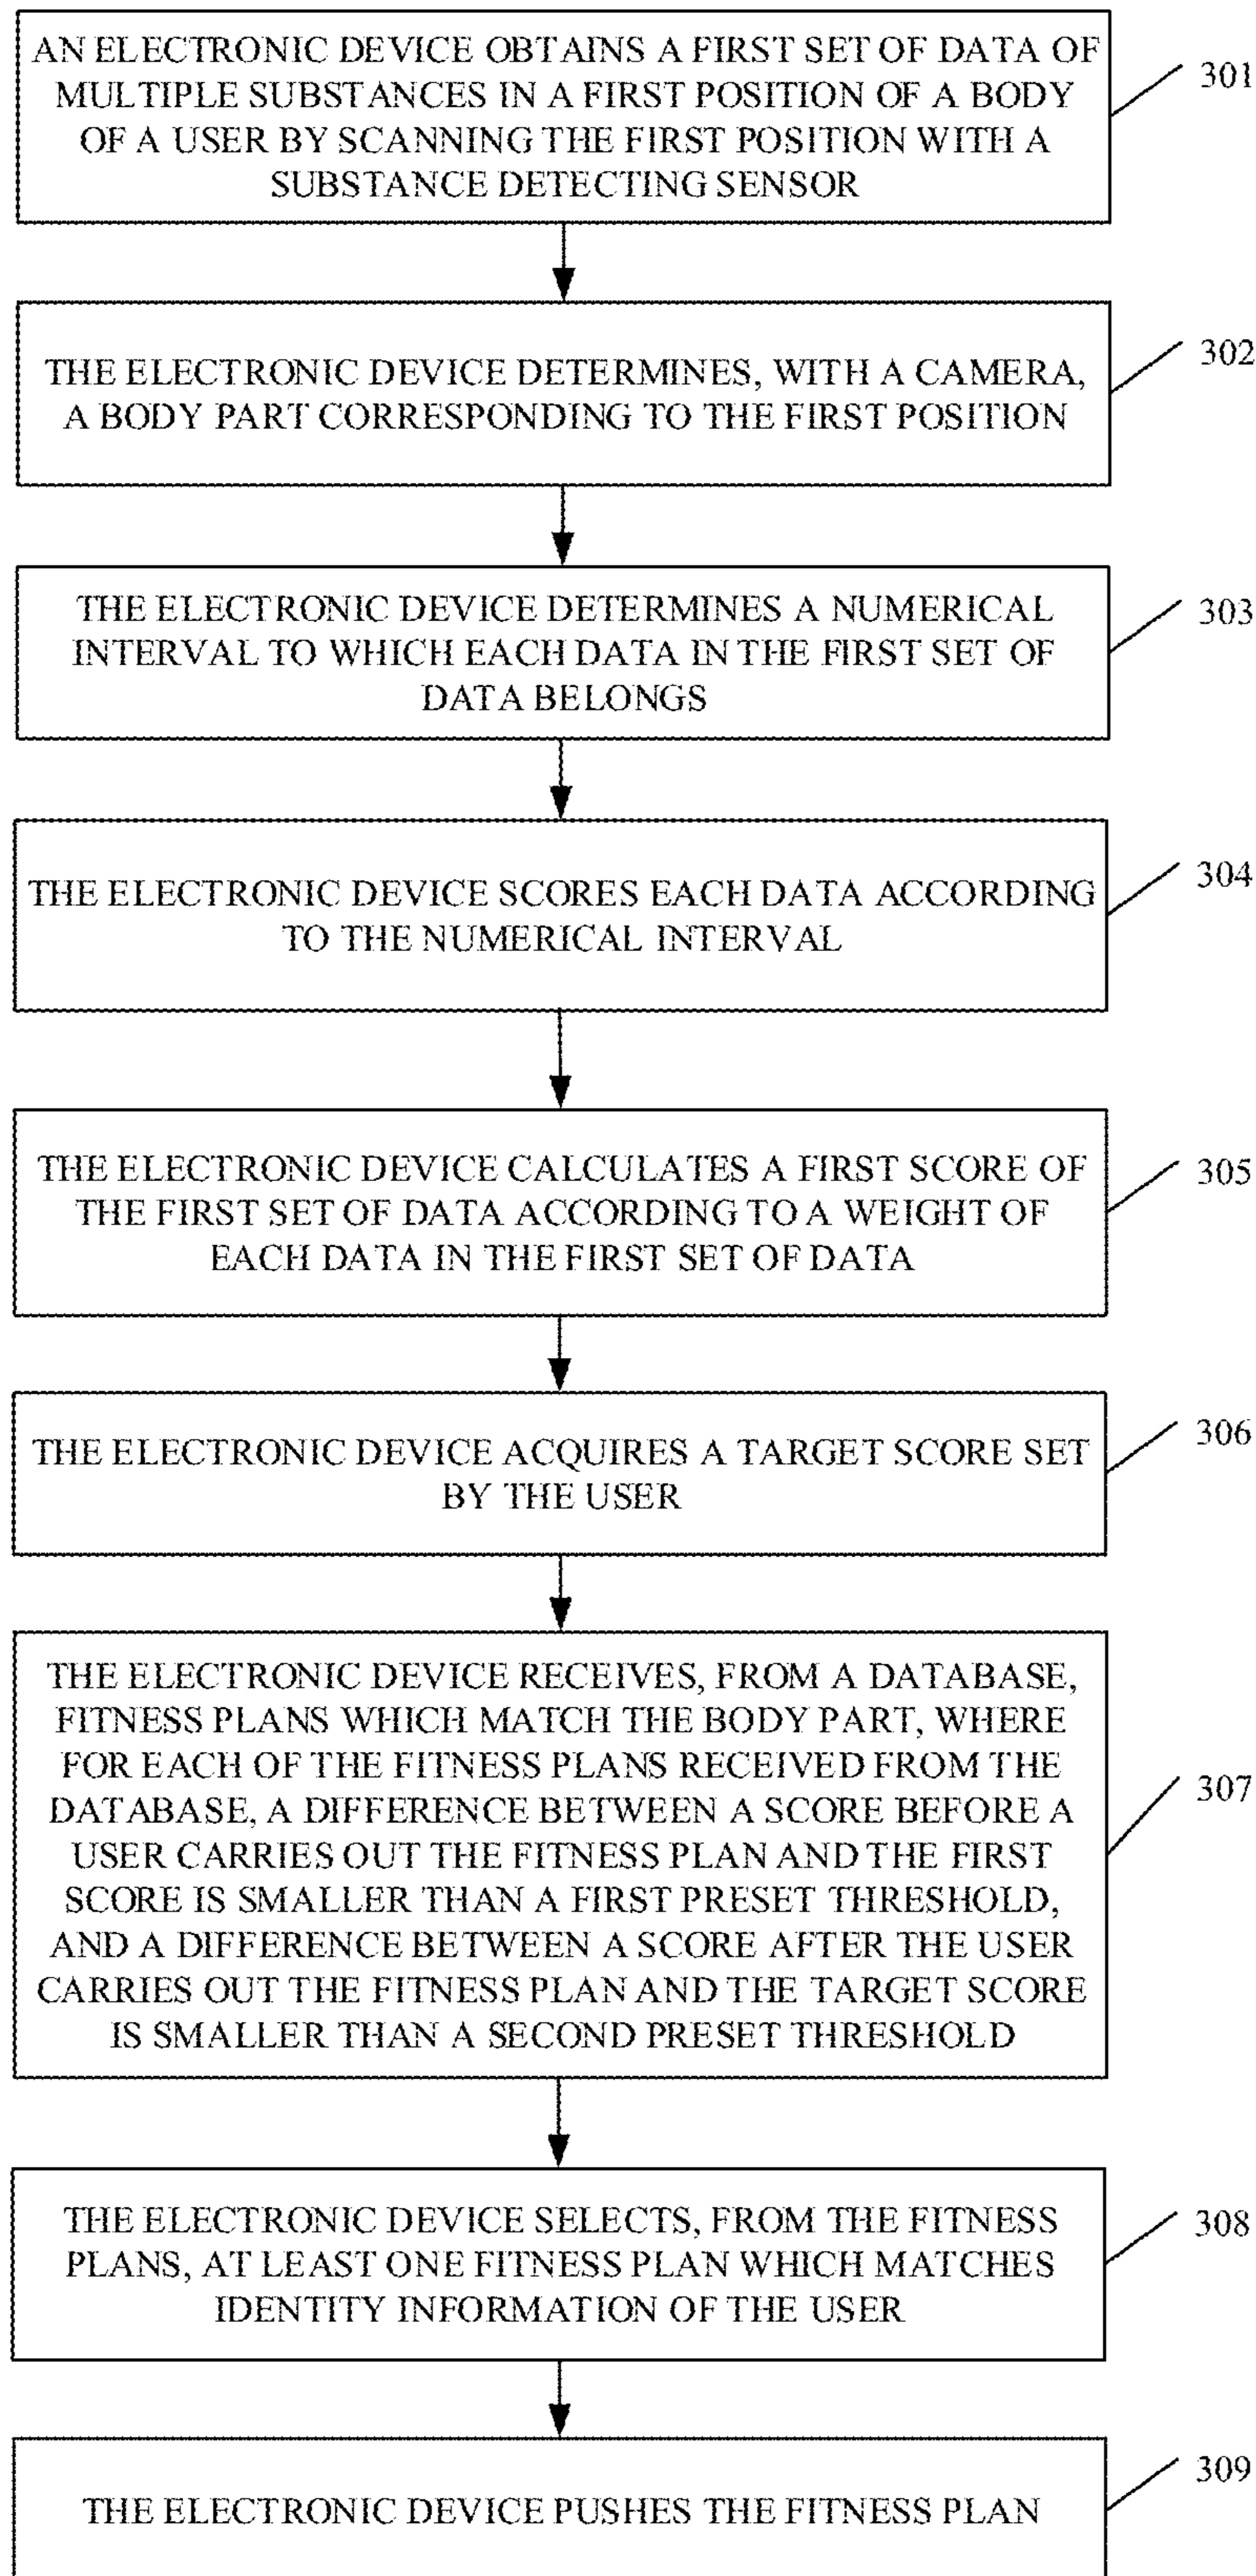 AN ELECTRONIC DEVICE OBTAINS A FIRST SET OF DATA OF
MULTIPLE SUBSTANCES IN A FIRST POSITION OF A BODY
OF A USER BY SCANNING THE FIRST POSITION WITH A
SUBSTANCE DETECTING SENSOR
301
THE ELECTRONIC DEVICE DETERMINES, WITH A CAMERA,
A BODY PART CORRESPONDING TO THE FIRST POSITION
302
THE ELECTRONIC DEVICE DETERMINES A NUMERICAL
INTERVAL TO WHICH EACH DATA IN THE FIRST SET OF
DATA BELONGS
303
THE ELECTRONIC DEVICE SCORES EACH DATA ACCORDING
TO THE NUMERICAL INTERVAL
304
THE ELECTRONIC DEVICE CALCULATES A FIRST SCORE OF
THE FIRST SET OF DATA ACCORDING TO A WEIGHT OF
EACH DATA IN THE FIRST SET OF DATA
305
THE ELECTRONIC DEVICE ACQUIRES A TARGET SCORE SET
BY THE USER
306
THE ELECTRONIC DEVICE RECEIVES, FROM A DATABASE,
FITNESS PLANS WHICH MATCH THE BODY PART, WHERE
FOR EACH OF THE FITNESS PLANS RECEIVED FROM THE
DATABASE, A DIFFERENCE BETWEEN A SCORE BEFORE A
USER CARRIES OUT THE FITNESS PLAN AND THE FIRST
SCORE IS SMALLER THAN A FIRST PRESET THRESHOLD,
AND A DIFFERENCE BETWEEN A SCORE AFTER THE USER
CARRIES OUT THE FITNESS PLAN AND THE TARGET SCORE
IS SMALLER THAN A SECOND PRESET THRESHOLD
307
THE ELECTRONIC DEVICE SELECTS, FROM THE FITNESS
PLANS, AT LEAST ONE FITNESS PLAN WHICH MATCHES
IDENTITY INFORMATION OF THE USER
308
THE ELECTRONIC DEVICE PUSHES THE FITNESS PLAN
309